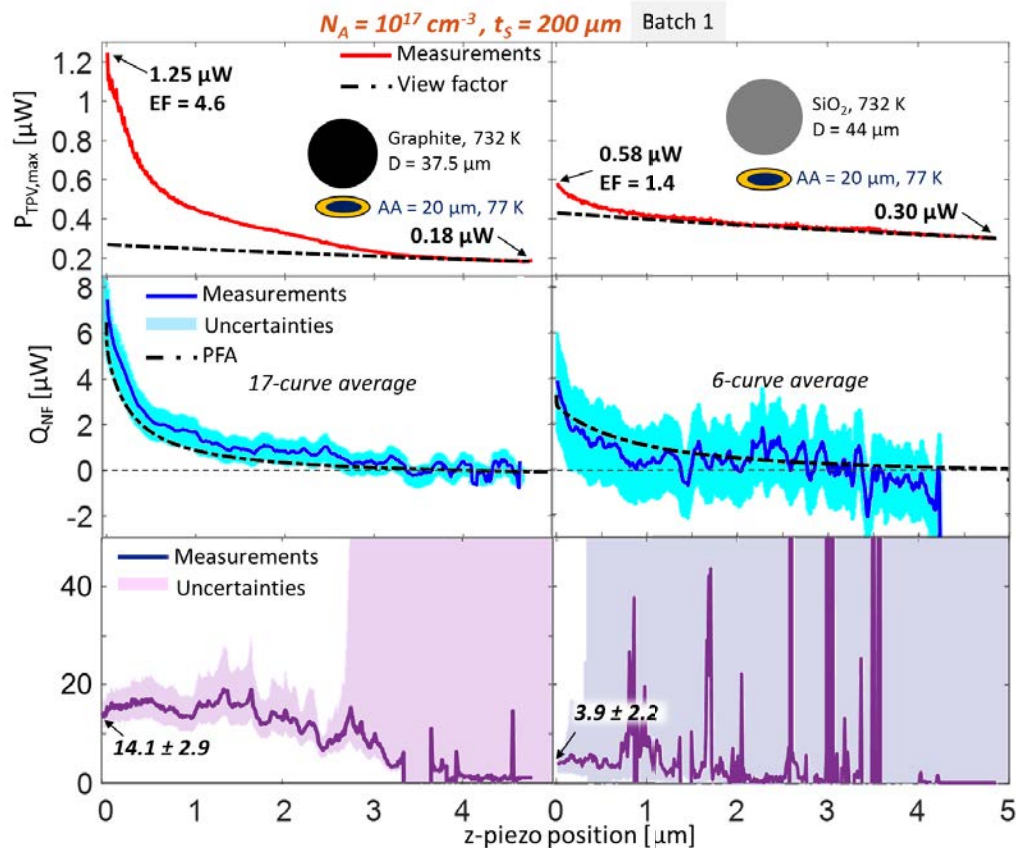 N_A = 10^17 cm^-3, t_S = 200 μm Batch 1
P_TPV,max [μW]
1.2
1
0.8
0.6
0.4
0.2
1.25 μW
EF = 4.6
Measurements
View factor
Graphite, 732 K
D = 37.5 μm
AA = 20 μm, 77 K
0.18 μW
SiO₂, 732 K
D = 44 μm
0.58 μW
EF = 1.4
AA = 20 μm, 77 K
0.30 μW
Q_NF [μW]
8
6
4
2
0
-2
Measurements
Uncertainties
PFA
17-curve average
6-curve average
40
20
0
Measurements
Uncertainties
14.1 ± 2.9
3.9 ± 2.2
0 1 2 3 4 0 1 2 3 4 5
z-piezo position [μm]